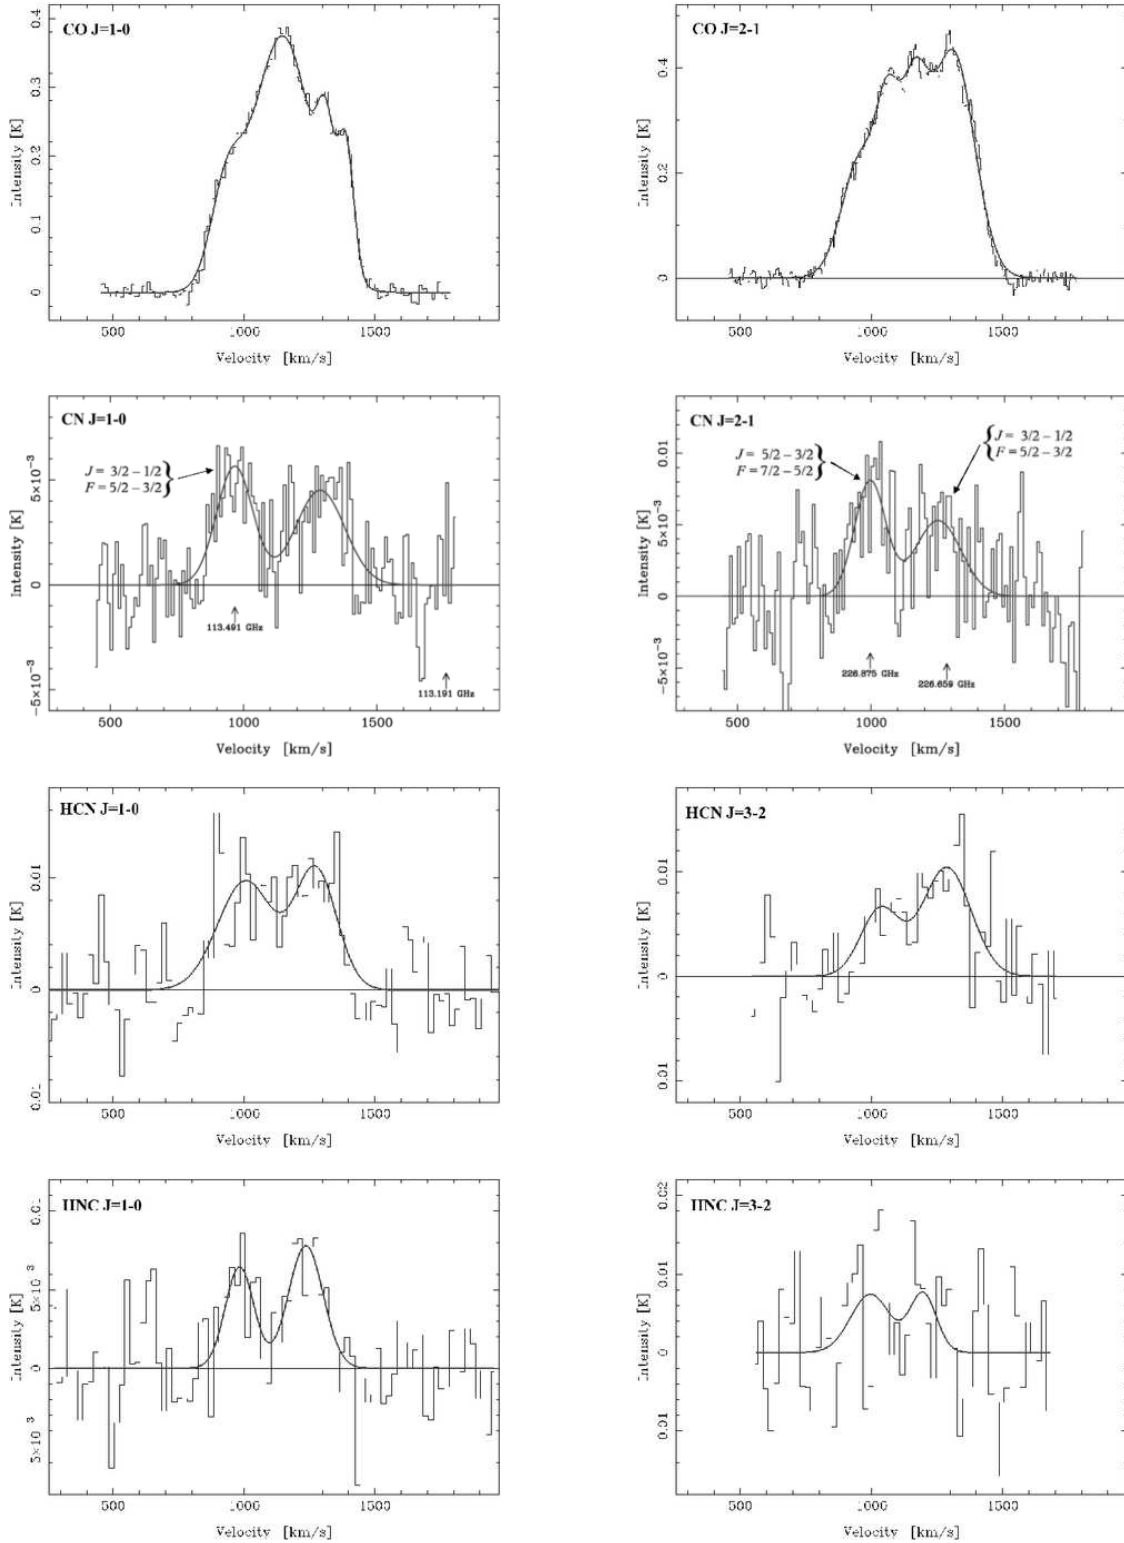 CO J=1-0
0.4
0.3
0.2
0.1
0
Intensity [K]
500
1000
1500
Velocity [km/s]
CO J=2-1
0.4
0.2
0
Intensity [K]
500
1000
1500
Velocity [km/s]
CN J=1-0
J = 3/2 – 1/2
F = 5/2 – 3/2
5×10⁻³
0
−5×10⁻³
Intensity [K]
113.491 GHz
113.191 GHz
500
1000
1500
Velocity [km/s]
CN J=2-1
J = 5/2 – 3/2
F = 7/2 – 5/2
J = 3/2 – 1/2
F = 5/2 – 3/2
0.01
5×10⁻³
0
−5×10⁻³
Intensity [K]
226.875 GHz
226.659 GHz
500
1000
1500
Velocity [km/s]
HCN J=1-0
0.01
0
0.01
Intensity [K]
500
1000
1500
Velocity [km/s]
HCN J=3-2
0.01
0
0.01
Intensity [K]
500
1000
1500
Velocity [km/s]
HNC J=1-0
0.01
5×10⁻³
0
5×10⁻³
Intensity [K]
500
1000
1500
Velocity [km/s]
HNC J=3-2
0.02
0.01
0
0.01
Intensity [K]
500
1000
1500
Velocity [km/s]